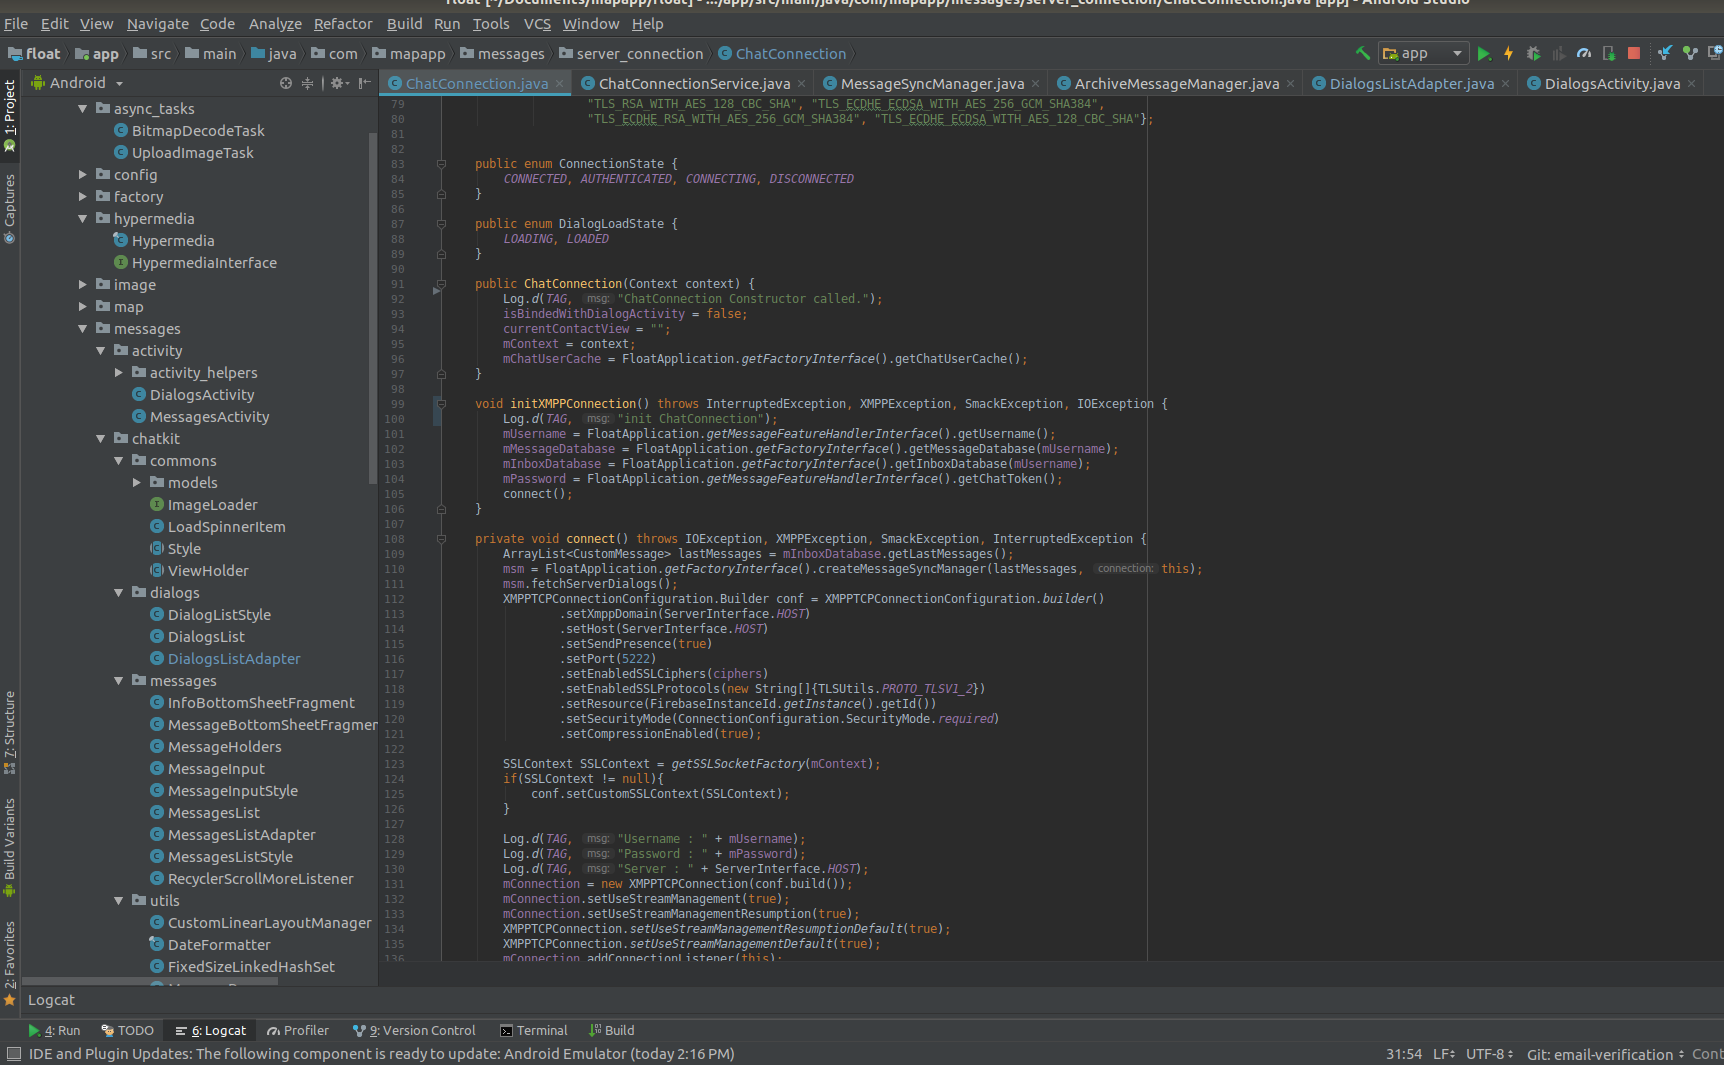 float [~/Documents/mapapp/float] - .../app/src/main/java/com/mapapp/messages/server_connection/ChatConnection.java [app] - Android Studio
File Edit View Navigate Code Analyze Refactor Build Run Tools VCS Window Help
float app src main java com mapapp messages server_connection ChatConnection app
Android
ChatConnection.java ChatConnectionService.java MessageSyncManager.java ArchiveMessageManager.java DialogsListAdapter.java DialogsActivity.java
1: Project
Captures
7: Structure
Build Variants
2: Favorites
async_tasks
BitmapDecodeTask
UploadImageTask
config
factory
hypermedia
Hypermedia
HypermediaInterface
image
map
messages
activity
activity_helpers
DialogsActivity
MessagesActivity
chatkit
commons
models
ImageLoader
LoadSpinnerItem
Style
ViewHolder
dialogs
DialogListStyle
DialogsList
DialogsListAdapter
messages
InfoBottomSheetFragment
MessageBottomSheetFragmer
MessageHolders
MessageInput
MessageInputStyle
MessagesList
MessagesListAdapter
MessagesListStyle
RecyclerScrollMoreListener
utils
CustomLinearLayoutManager
DateFormatter
FixedSizeLinkedHashSet
79 "TLS_RSA_WITH_AES_128_CBC_SHA", "TLS_ECDHE_ECDSA_WITH_AES_256_GCM_SHA384",
80 "TLS_ECDHE_RSA_WITH_AES_256_GCM_SHA384", "TLS_ECDHE_ECDSA_WITH_AES_128_CBC_SHA"};
81
82
83 public enum ConnectionState {
84 CONNECTED, AUTHENTICATED, CONNECTING, DISCONNECTED
85 }
86
87 public enum DialogLoadState {
88 LOADING, LOADED
89 }
90
91 public ChatConnection(Context context) {
92 Log.d(TAG, msg: "ChatConnection Constructor called.");
93 isBindedWithDialogActivity = false;
94 currentContactView = "";
95 mContext = context;
96 mChatUserCache = FloatApplication.getFactoryInterface().getChatUserCache();
97 }
98
99 void initXMPPConnection() throws InterruptedException, XMPPException, SmackException, IOException {
100 Log.d(TAG, msg: "init ChatConnection");
101 mUsername = FloatApplication.getMessageFeatureHandlerInterface().getUsername();
102 mMessageDatabase = FloatApplication.getFactoryInterface().getMessageDatabase(mUsername);
103 mInboxDatabase = FloatApplication.getFactoryInterface().getInboxDatabase(mUsername);
104 mPassword = FloatApplication.getMessageFeatureHandlerInterface().getChatToken();
105 connect();
106 }
107
108 private void connect() throws IOException, XMPPException, SmackException, InterruptedException {
109 ArrayList<CustomMessage> lastMessages = mInboxDatabase.getLastMessages();
110 msm = FloatApplication.getFactoryInterface().createMessageSyncManager(lastMessages, connection: this);
111 msm.fetchServerDialogs();
112 XMPPTCPConnectionConfiguration.Builder conf = XMPPTCPConnectionConfiguration.builder()
113 .setXmppDomain(ServerInterface.HOST)
114 .setHost(ServerInterface.HOST)
115 .setSendPresence(true)
116 .setPort(5222)
117 .setEnabledSSLCiphers(ciphers)
118 .setEnabledSSLProtocols(new String[]{TLSUtils.PROTO_TLSV1_2})
119 .setResource(FirebaseInstanceId.getInstance().getId())
120 .setSecurityMode(ConnectionConfiguration.SecurityMode.required)
121 .setCompressionEnabled(true);
122
123 SSLContext SSLContext = getSSLSocketFactory(mContext);
124 if(SSLContext != null){
125 conf.setCustomSSLContext(SSLContext);
126 }
127
128 Log.d(TAG, msg: "Username : " + mUsername);
129 Log.d(TAG, msg: "Password : " + mPassword);
130 Log.d(TAG, msg: "Server : " + ServerInterface.HOST);
131 mConnection = new XMPPTCPConnection(conf.build());
132 mConnection.setUseStreamManagement(true);
133 mConnection.setUseStreamManagementResumption(true);
134 XMPPTCPConnection.setUseStreamManagementResumptionDefault(true);
135 XMPPTCPConnection.setUseStreamManagementDefault(true);
136 mConnection.addConnectionListener(this);
Logcat
4: Run TODO 6: Logcat Profiler 9: Version Control Terminal Build
IDE and Plugin Updates: The following component is ready to update: Android Emulator (today 2:16 PM) 31:54 LF UTF-8 Git: email-verification Cont